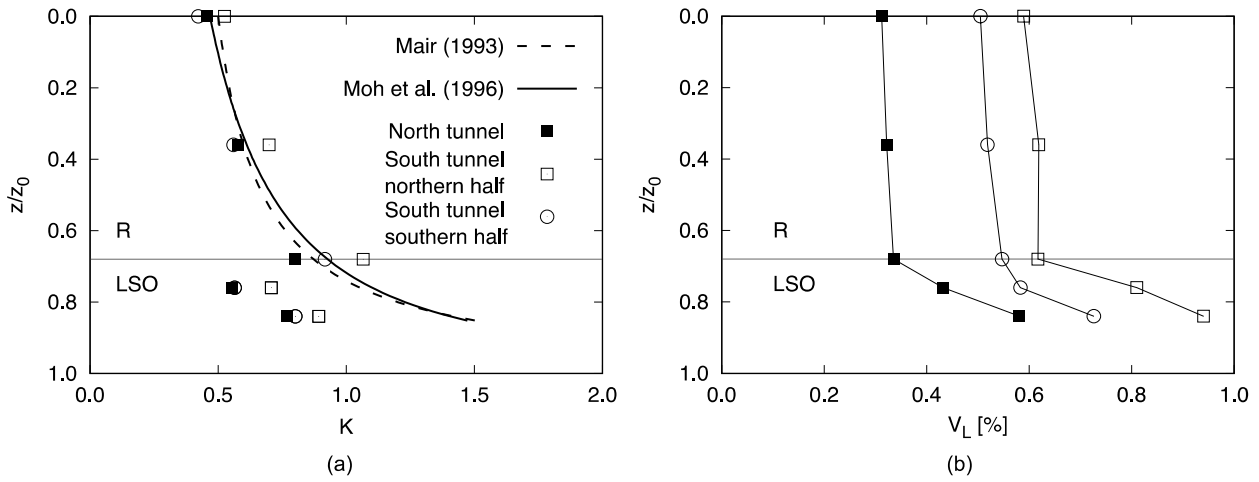 0.0
0.2
0.4
0.6
0.8
1.0
z/z0
Mair (1993)
Moh et al. (1996)
North tunnel
South tunnel
northern half
South tunnel
southern half
R
LSO
0.0 0.5 1.0 1.5 2.0
K
(a)
0.0
0.2
0.4
0.6
0.8
1.0
z/z0
R
LSO
0.0 0.2 0.4 0.6 0.8 1.0
VL [%]
(b)